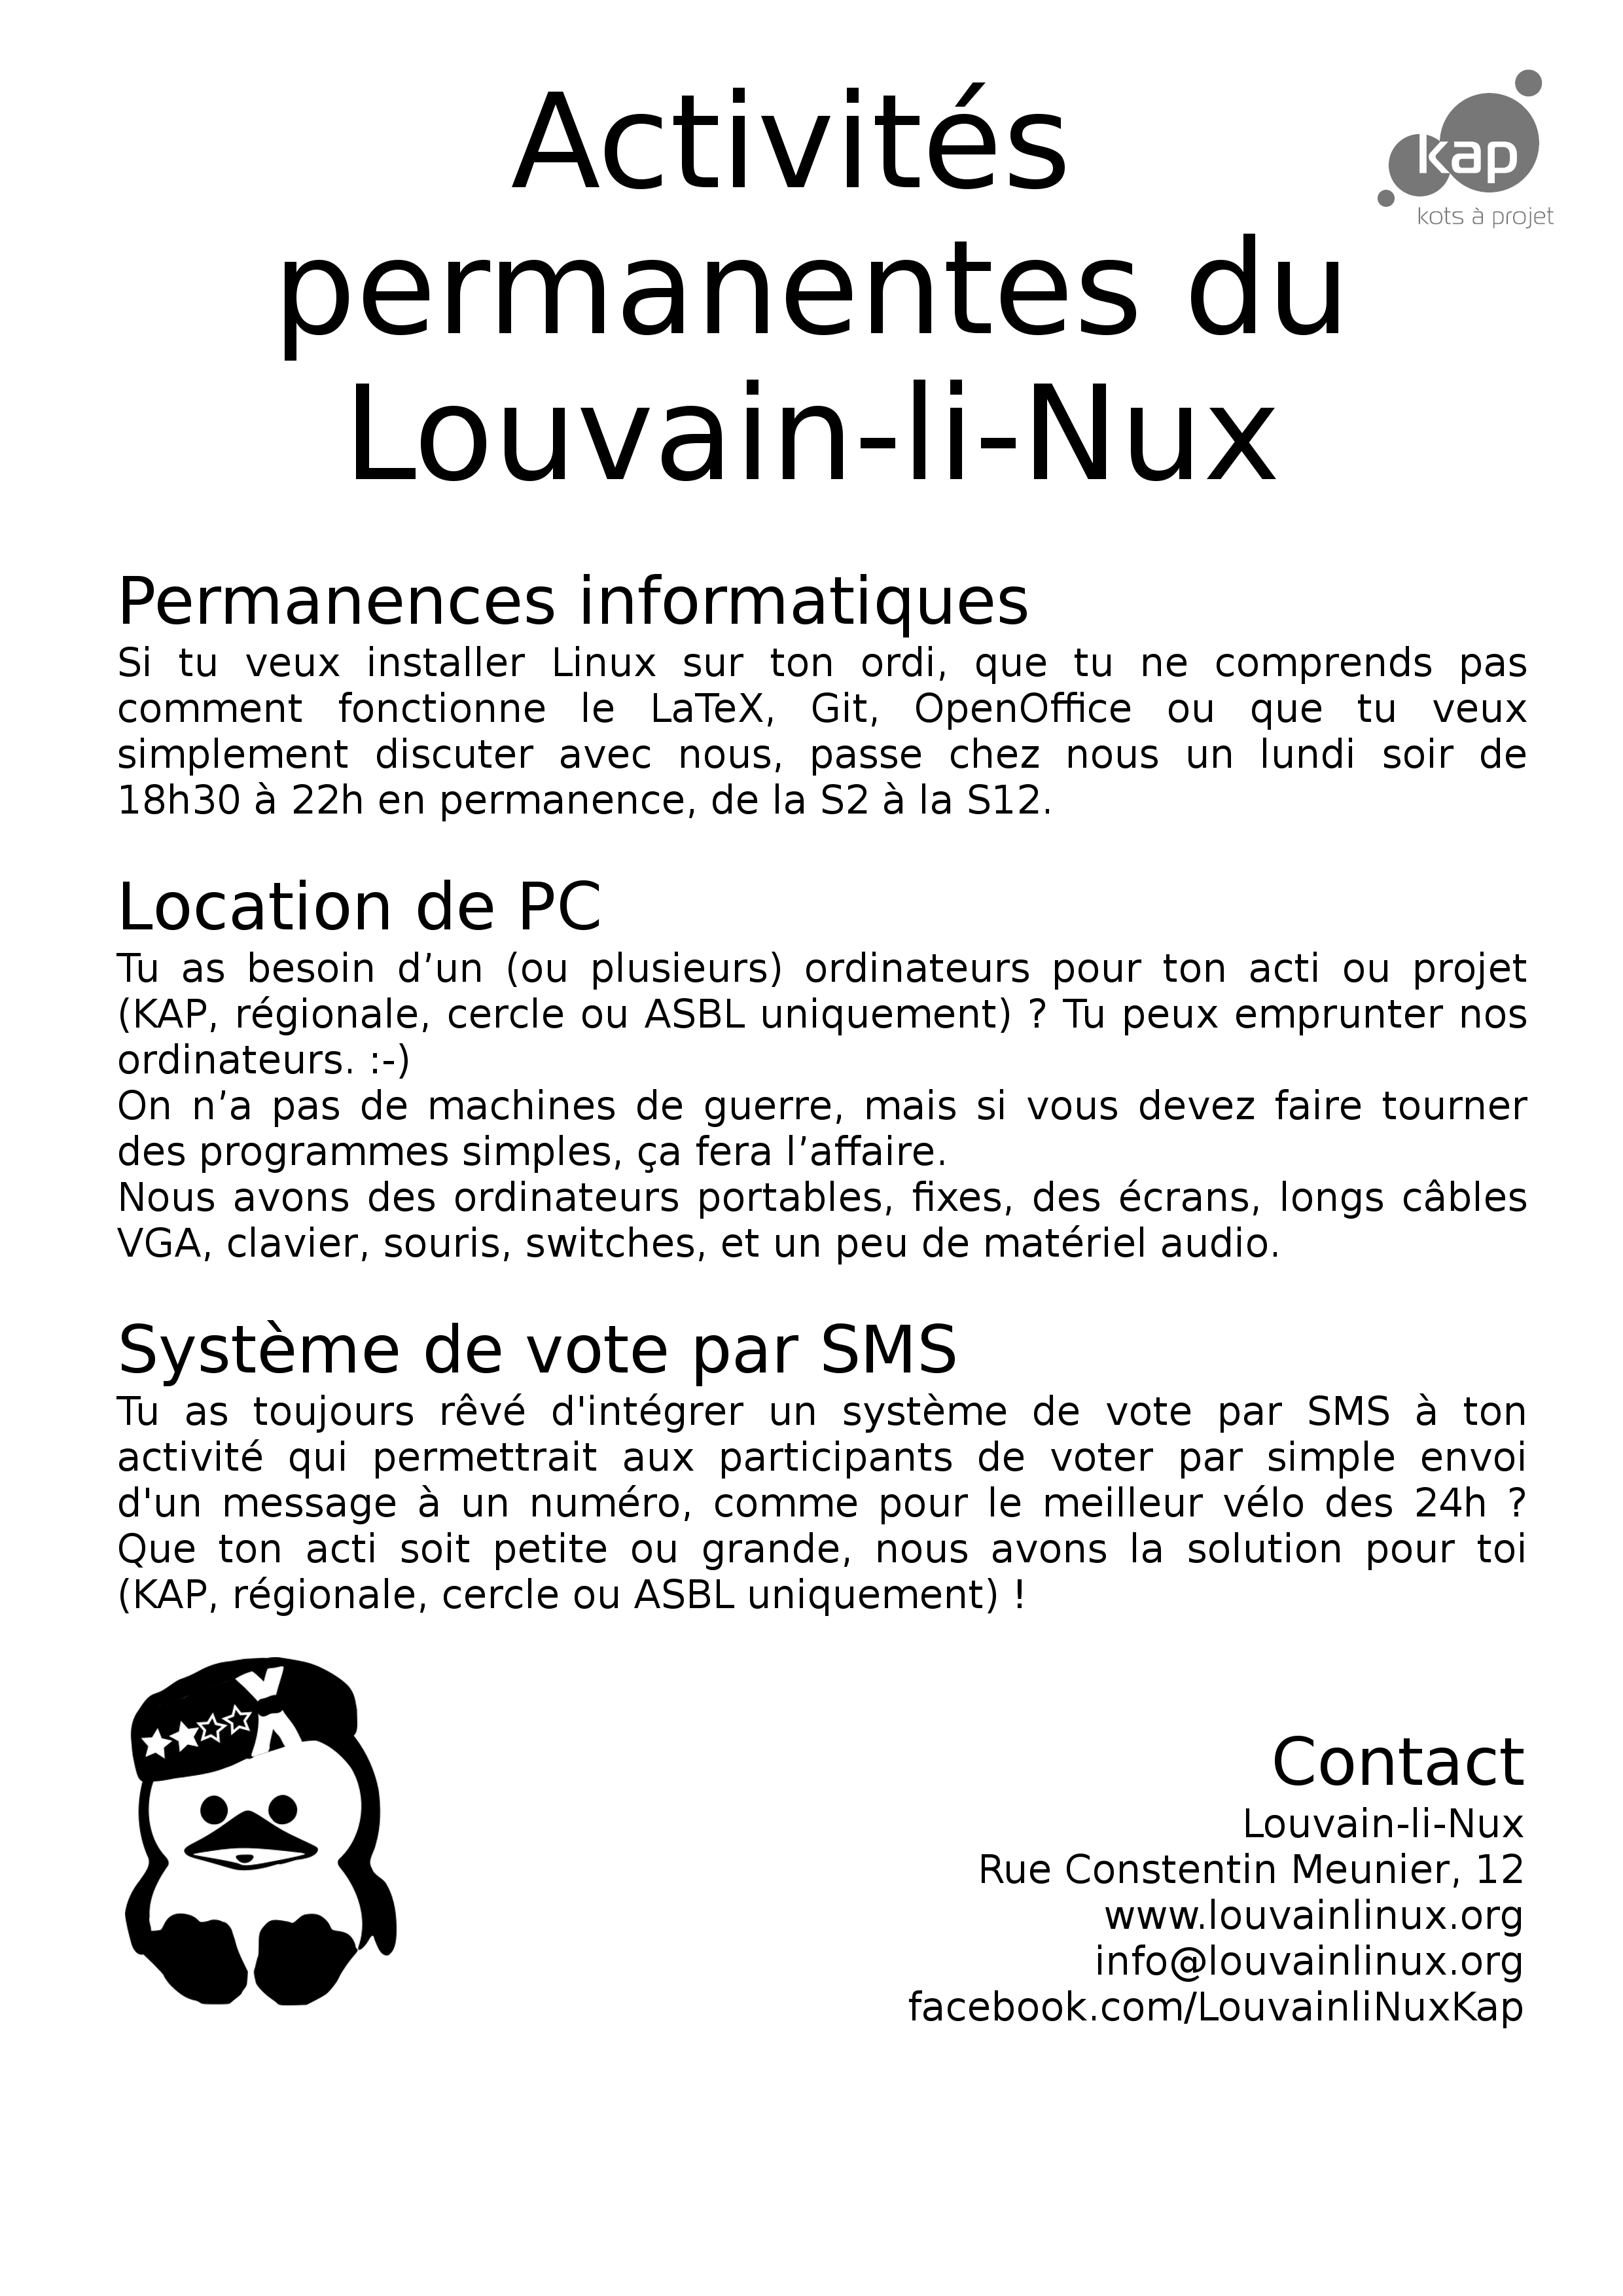 Activités
permanentes du
Louvain-li-Nux
kap
kots à projet
Permanences informatiques
Si tu veux installer Linux sur ton ordi, que tu ne comprends pas
comment fonctionne le LaTeX, Git, OpenOffice ou que tu veux
simplement discuter avec nous, passe chez nous un lundi soir de
18h30 à 22h en permanence, de la S2 à la S12.
Location de PC
Tu as besoin d’un (ou plusieurs) ordinateurs pour ton acti ou projet
(KAP, régionale, cercle ou ASBL uniquement) ? Tu peux emprunter nos
ordinateurs. :-)
On n’a pas de machines de guerre, mais si vous devez faire tourner
des programmes simples, ça fera l’affaire.
Nous avons des ordinateurs portables, fixes, des écrans, longs câbles
VGA, clavier, souris, switches, et un peu de matériel audio.
Système de vote par SMS
Tu as toujours rêvé d'intégrer un système de vote par SMS à ton
activité qui permettrait aux participants de voter par simple envoi
d'un message à un numéro, comme pour le meilleur vélo des 24h ?
Que ton acti soit petite ou grande, nous avons la solution pour toi
(KAP, régionale, cercle ou ASBL uniquement) !
Contact
Louvain-li-Nux
Rue Constentin Meunier, 12
www.louvainlinux.org
info@louvainlinux.org
facebook.com/LouvainliNuxKap